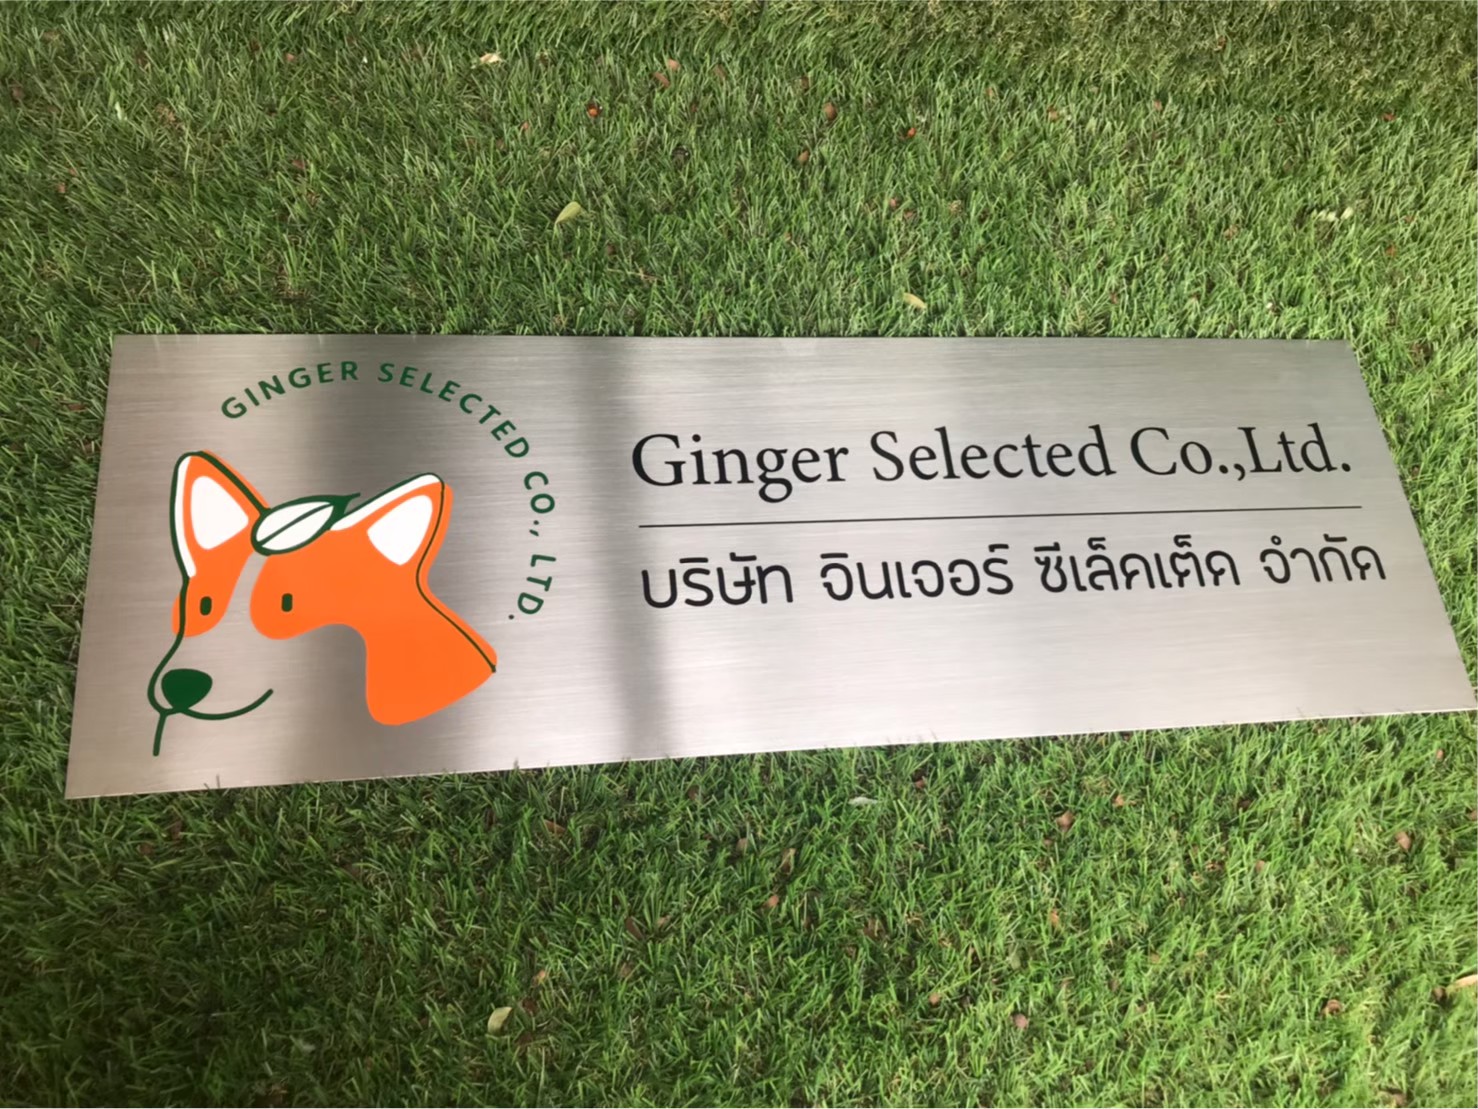 GINGER SELECTED CO., LTD.
Ginger Selected Co.,Ltd.
บริษัท จินเจอร์ ซีเล็คเต็ด จำกัด